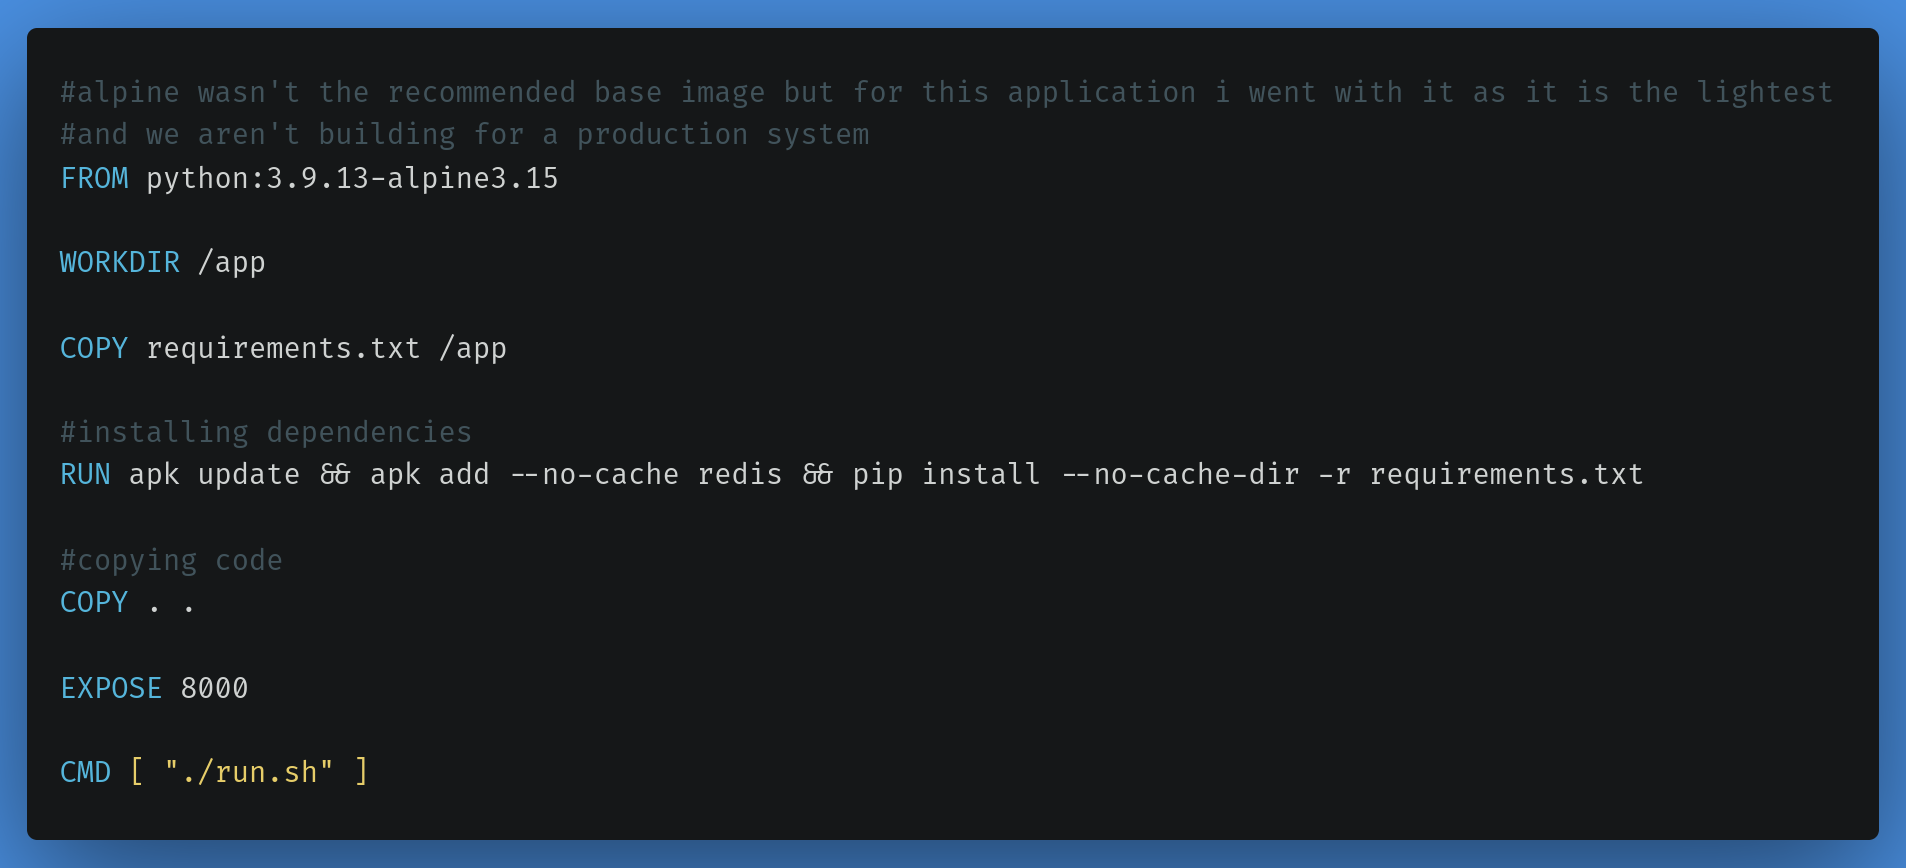 #alpine wasn't the recommended base image but for this application i went with it as it is the lightest
#and we aren't building for a production system
FROM python:3.9.13-alpine3.15
WORKDIR /app
COPY requirements.txt /app
#installing dependencies
RUN apk update && apk add --no-cache redis && pip install --no-cache-dir -r requirements.txt
#copying code
COPY . .
EXPOSE 8000
CMD [ "./run.sh" ]